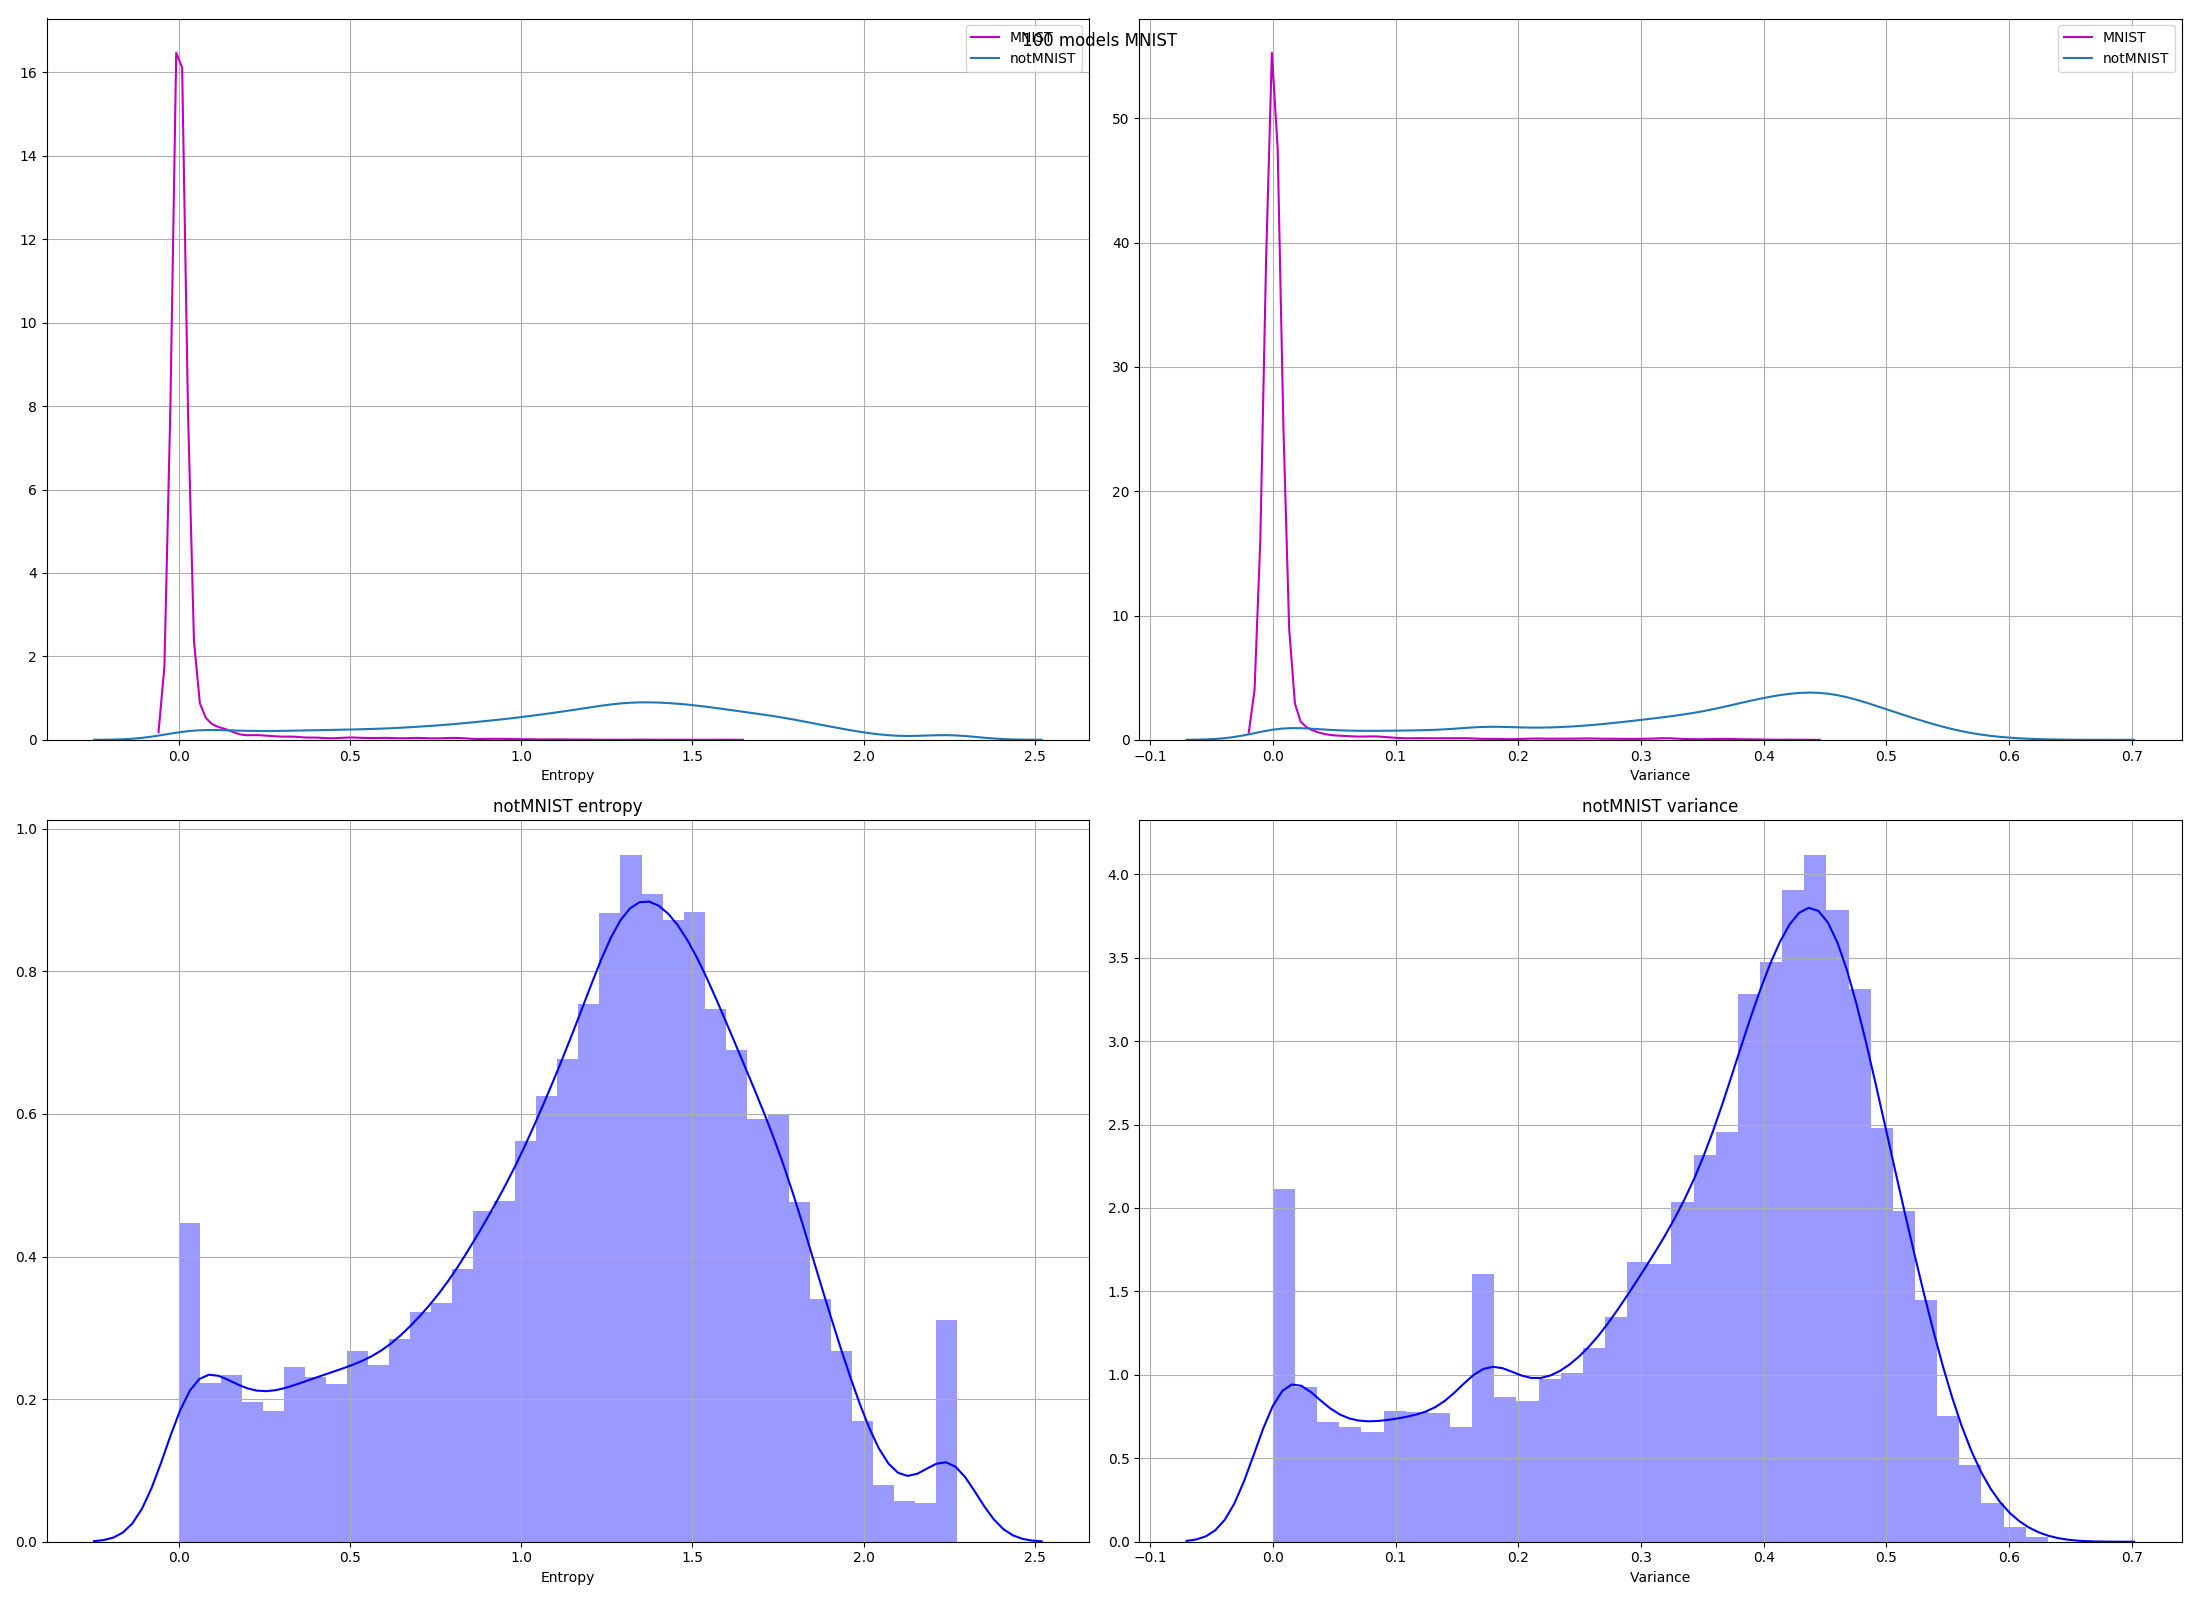 100 models MNIST
MNIST
notMNIST
16
14
12
10
8
6
4
2
0
0.0 0.5 1.0 1.5 2.0 2.5
Entropy
MNIST
notMNIST
50
40
30
20
10
0
−0.1 0.0 0.1 0.2 0.3 0.4 0.5 0.6 0.7
Variance
notMNIST entropy
1.0
0.8
0.6
0.4
0.2
0.0
0.0 0.5 1.0 1.5 2.0 2.5
Entropy
notMNIST variance
4.0
3.5
3.0
2.5
2.0
1.5
1.0
0.5
0.0
−0.1 0.0 0.1 0.2 0.3 0.4 0.5 0.6 0.7
Variance